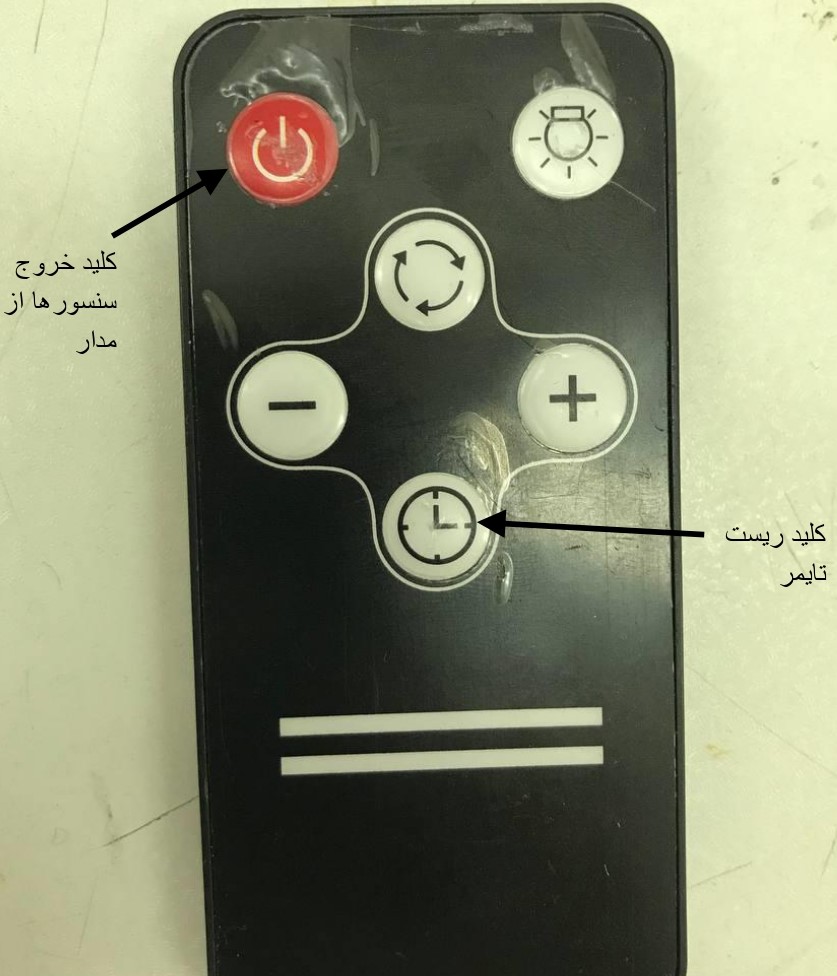 کلید خروج
سنسورها از
مدار
کلید ریست
تایمر